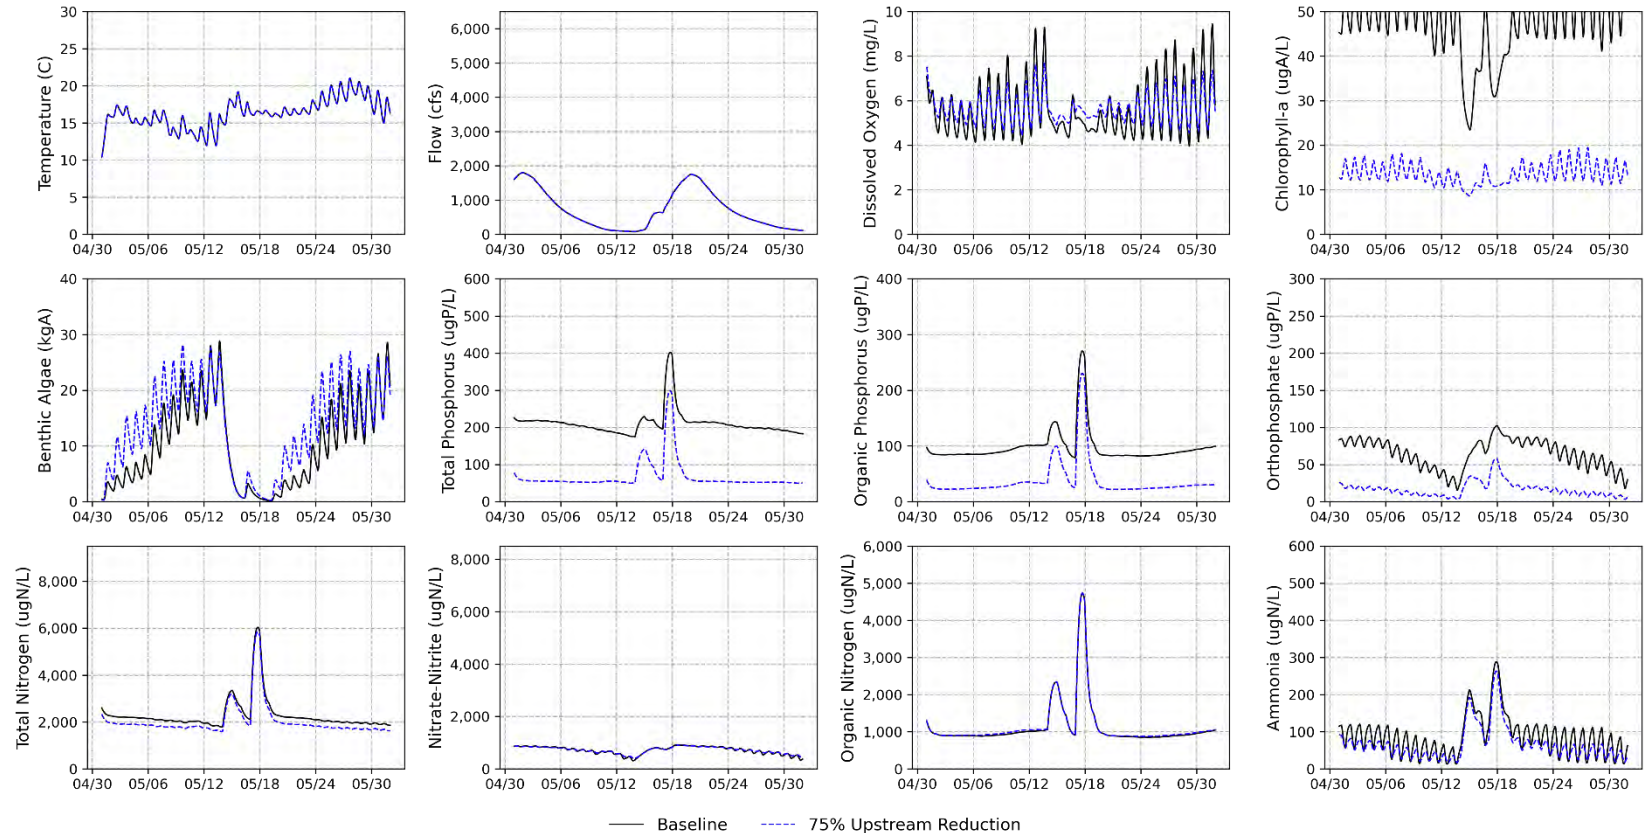 Temperature (C)
30
25
20
15
10
5
0
04/30 05/06 05/12 05/18 05/24 05/30
Flow (cfs)
6,000
5,000
4,000
3,000
2,000
1,000
0
04/30 05/06 05/12 05/18 05/24 05/30
Dissolved Oxygen (mg/L)
10
8
6
4
2
0
04/30 05/06 05/12 05/18 05/24 05/30
Chlorophyll-a (ugA/L)
50
40
30
20
10
0
04/30 05/06 05/12 05/18 05/24 05/30
Benthic Algae (kgA)
40
30
20
10
0
04/30 05/06 05/12 05/18 05/24 05/30
Total Phosphorus (ugP/L)
600
500
400
300
200
100
0
04/30 05/06 05/12 05/18 05/24 05/30
Organic Phosphorus (ugP/L)
400
300
200
100
0
04/30 05/06 05/12 05/18 05/24 05/30
Orthophosphate (ugP/L)
300
250
200
150
100
50
0
04/30 05/06 05/12 05/18 05/24 05/30
Total Nitrogen (ugN/L)
8,000
6,000
4,000
2,000
0
04/30 05/06 05/12 05/18 05/24 05/30
Nitrate-Nitrite (ugN/L)
8,000
6,000
4,000
2,000
0
04/30 05/06 05/12 05/18 05/24 05/30
Organic Nitrogen (ugN/L)
6,000
5,000
4,000
3,000
2,000
1,000
0
04/30 05/06 05/12 05/18 05/24 05/30
Ammonia (ugN/L)
600
500
400
300
200
100
0
04/30 05/06 05/12 05/18 05/24 05/30
Baseline 75% Upstream Reduction